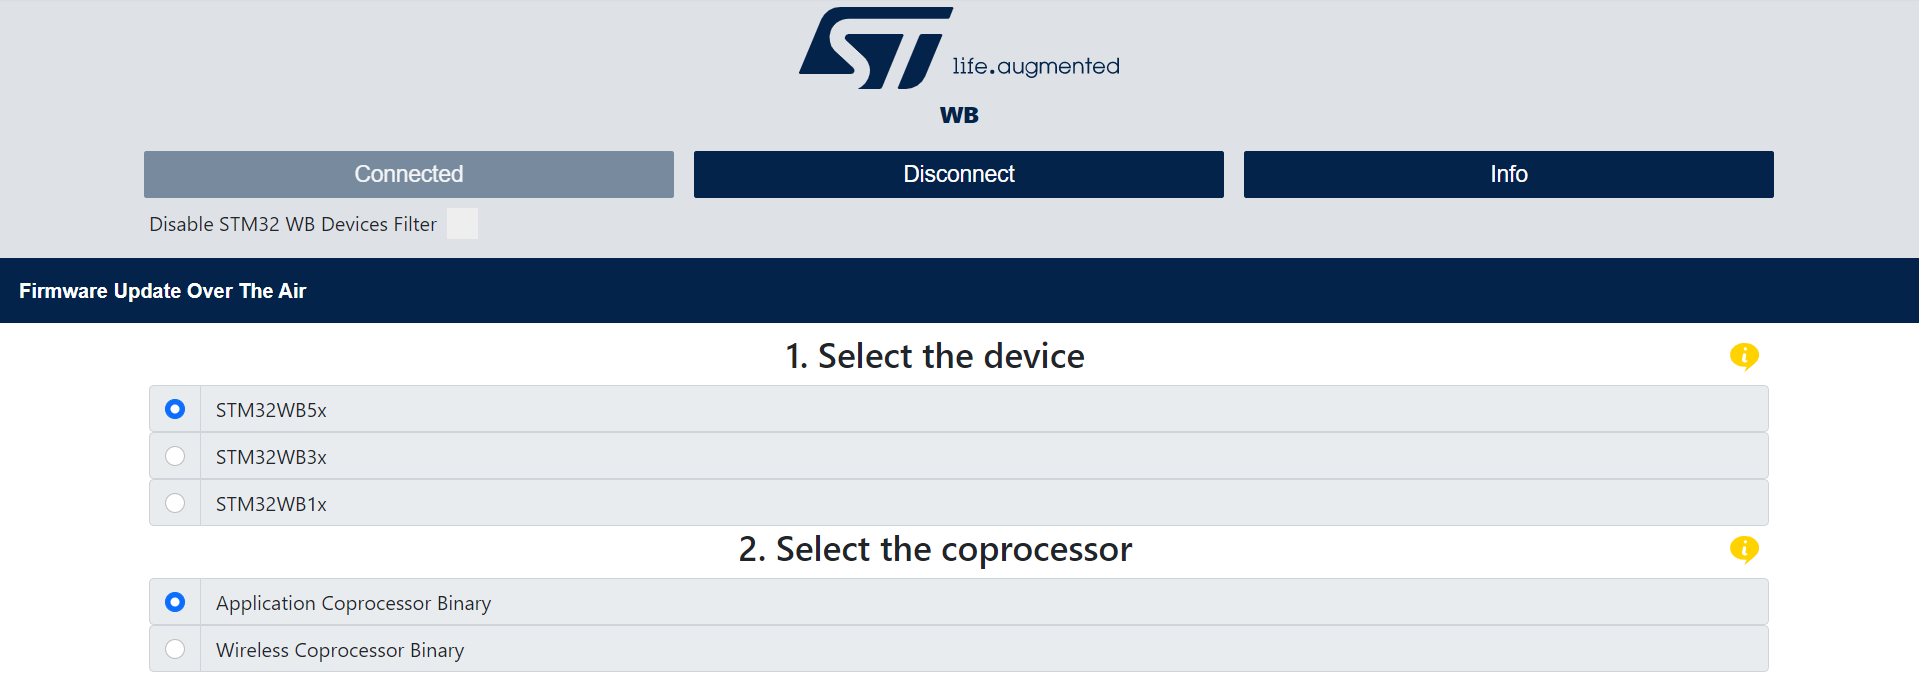 ST life.augmented
WB
Connected Disconnect Info
Disable STM32 WB Devices Filter
Firmware Update Over The Air
1. Select the device
STM32WB5x
STM32WB3x
STM32WB1x
2. Select the coprocessor
Application Coprocessor Binary
Wireless Coprocessor Binary